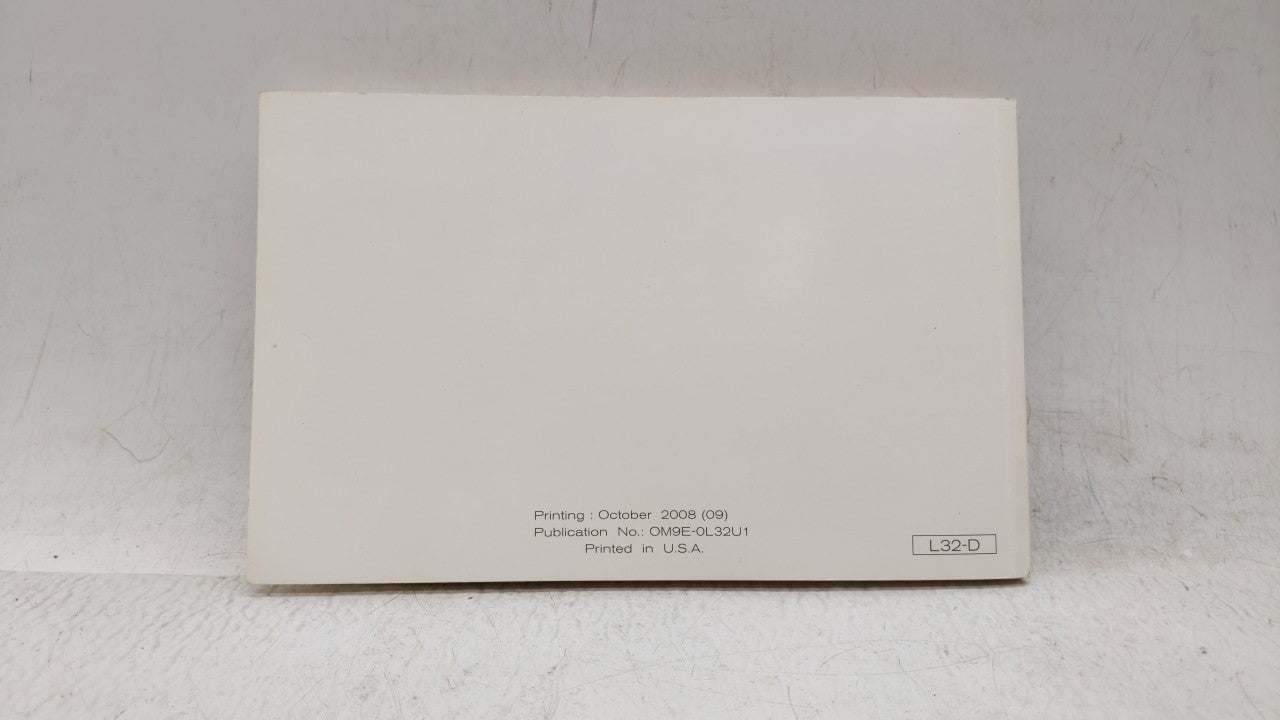 Printing : October 2008 (09)
Publication No.: OM9E-0L32U1
Printed in U.S.A.
L32-D